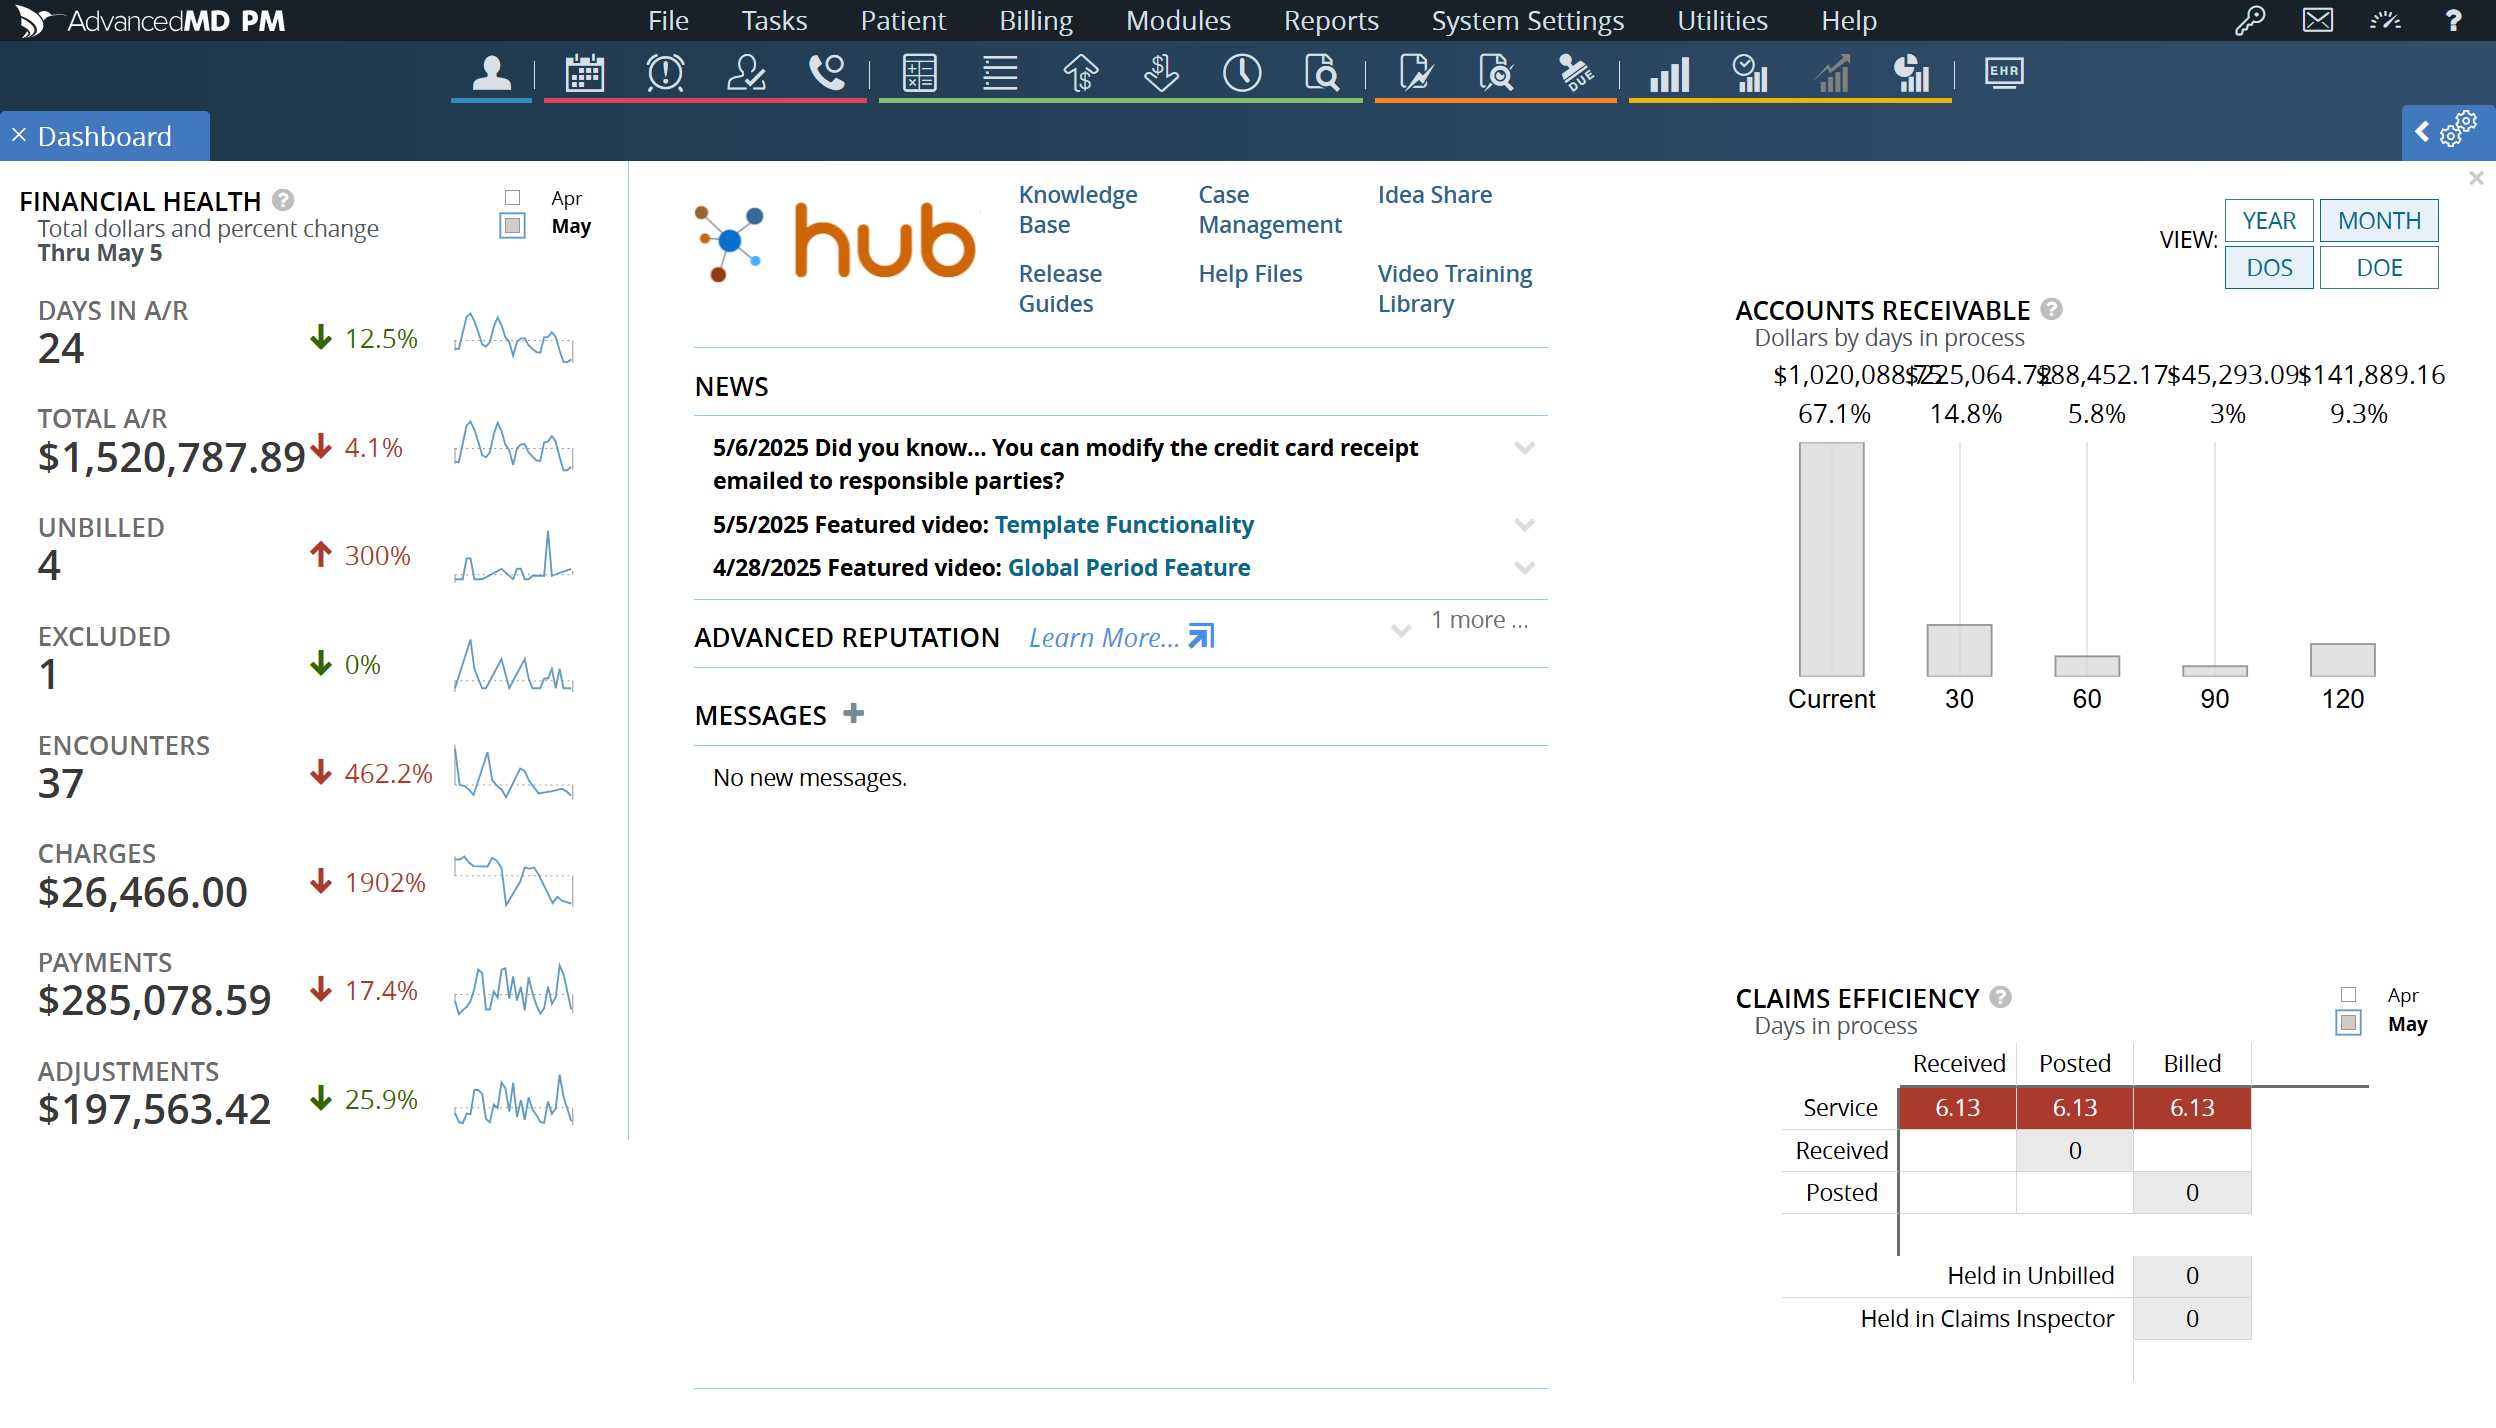 AdvancedMD PM
File Tasks Patient Billing Modules Reports System Settings Utilities Help ?
DUE
EHR
× Dashboard
FINANCIAL HEALTH ?
Total dollars and percent change
Thru May 5
Apr
May
DAYS IN A/R
24
12.5%
TOTAL A/R
$1,520,787.89
4.1%
UNBILLED
4
300%
EXCLUDED
1
0%
ENCOUNTERS
37
462.2%
CHARGES
$26,466.00
1902%
PAYMENTS
$285,078.59
17.4%
ADJUSTMENTS
$197,563.42
25.9%
hub
Knowledge
Base
Case
Management
Idea Share
Release
Guides
Help Files
Video Training
Library
NEWS
5/6/2025 Did you know... You can modify the credit card receipt
emailed to responsible parties?
5/5/2025 Featured video: Template Functionality
4/28/2025 Featured video: Global Period Feature
1 more ...
ADVANCED REPUTATION Learn More...
MESSAGES +
No new messages.
VIEW:
YEAR MONTH
DOS DOE
ACCOUNTS RECEIVABLE ?
Dollars by days in process
$1,020,088.75 $225,064.72 $88,452.17 $45,293.09 $141,889.16
67.1% 14.8% 5.8% 3% 9.3%
Current 30 60 90 120
CLAIMS EFFICIENCY ?
Days in process
Apr
May
Received Posted Billed
Service 6.13 6.13 6.13
Received 0
Posted 0
Held in Unbilled 0
Held in Claims Inspector 0